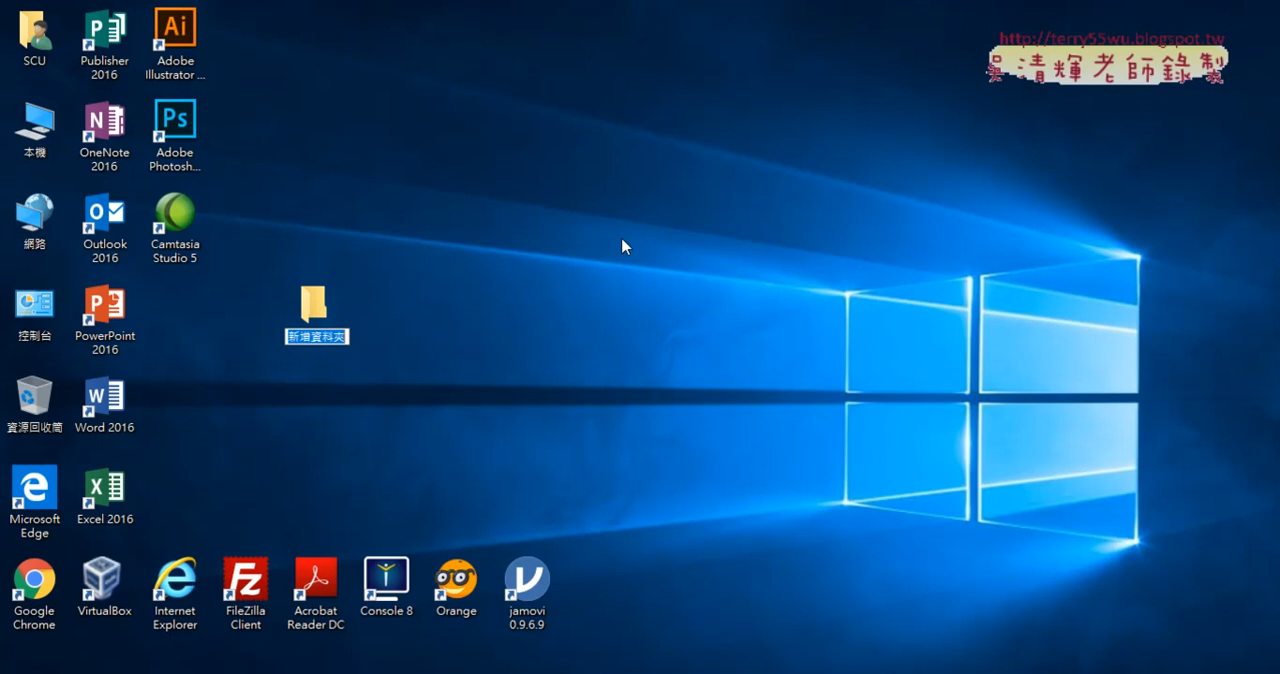 http://terry55wu.blogspot.tw
吳清輝老師錄製
SCU
Publisher
2016
Adobe
Illustrator ...
本機
OneNote
2016
Adobe
Photosh...
網路
Outlook
2016
Camtasia
Studio 5
控制台
PowerPoint
2016
新增資料夾
資源回收筒
Word 2016
Microsoft
Edge
Excel 2016
Google
Chrome
VirtualBox
Internet
Explorer
FileZilla
Client
Acrobat
Reader DC
Console 8
Orange
jamovi
0.9.6.9